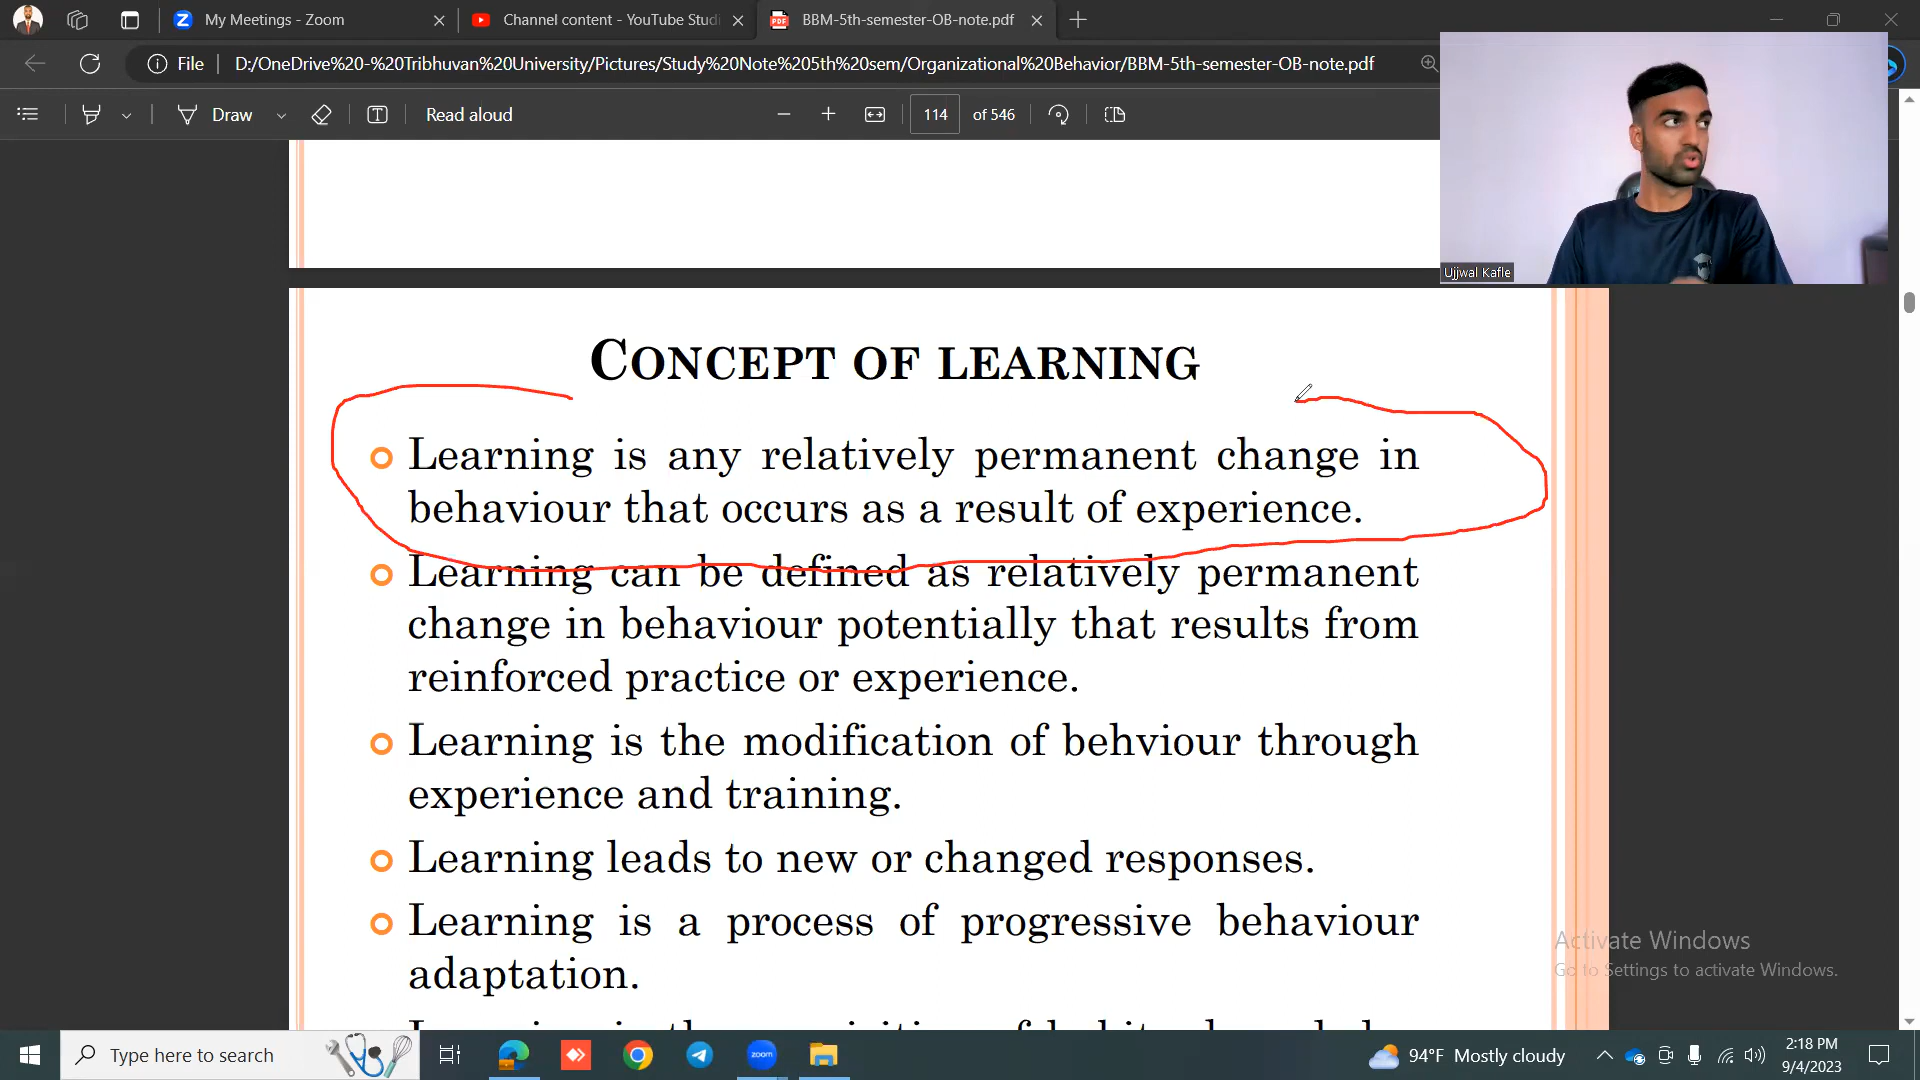 My Meetings - Zoom
Channel content - YouTube Studi
BBM-5th-semester-OB-note.pdf
File
D:/OneDrive%20-%20Tribhuvan%20University/Pictures/Study%20Note%205th%20sem/Organizational%20Behavior/BBM-5th-semester-OB-note.pdf
Draw
Read aloud
114
of 546
Ujjwal Kafle
CONCEPT OF LEARNING
Learning is any relatively permanent change in
behaviour that occurs as a result of experience.
Learning can be defined as relatively permanent
change in behaviour potentially that results from
reinforced practice or experience.
Learning is the modification of behviour through
experience and training.
Learning leads to new or changed responses.
Learning is a process of progressive behaviour
adaptation.
Activate Windows
Go to Settings to activate Windows.
Type here to search
zoom
94°F Mostly cloudy
2:18 PM
9/4/2023